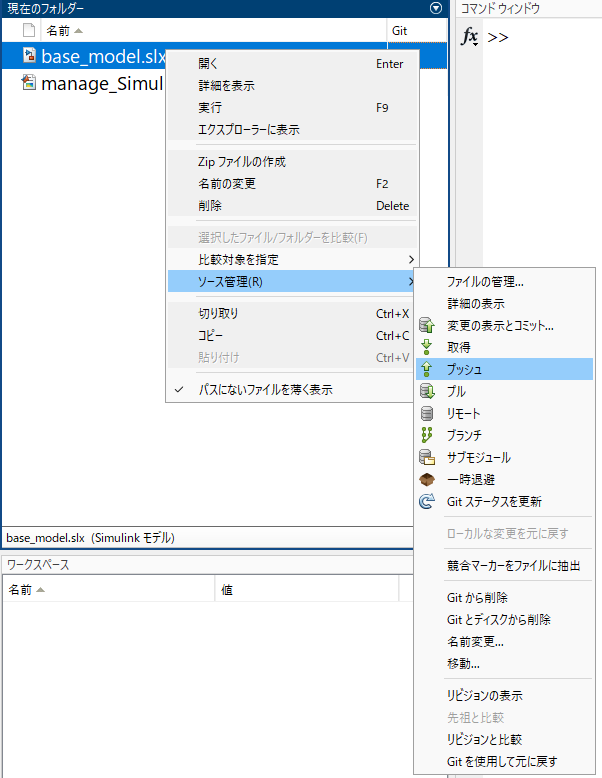 現在のフォルダー
コマンド ウィンドウ
名前 Git
fx >>
base_model.slx
manage_Simul
開く Enter
詳細を表示
実行 F9
エクスプローラーに表示
Zip ファイルの作成
名前の変更 F2
削除 Delete
選択したファイル/フォルダーを比較(F)
比較対象を指定
ソース管理(R)
切り取り Ctrl+X
コピー Ctrl+C
貼り付け Ctrl+V
パスにないファイルを薄く表示
ファイルの管理...
詳細の表示
変更の表示とコミット...
取得
プッシュ
プル
リモート
ブランチ
サブモジュール
一時退避
Git ステータスを更新
ローカルな変更を元に戻す
競合マーカーをファイルに抽出
Git から削除
Git とディスクから削除
名前変更...
移動...
リビジョンの表示
先祖と比較
リビジョンと比較
Git を使用して元に戻す
base_model.slx (Simulink モデル)
ワークスペース
名前 値